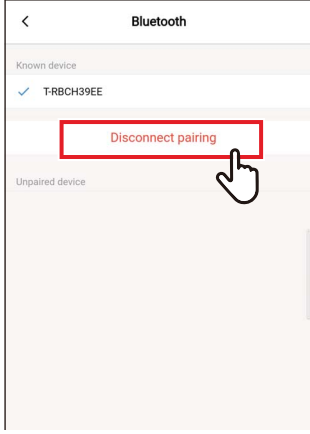 Bluetooth
Known device
T-RBCH39EE
Disconnect pairing
Unpaired device